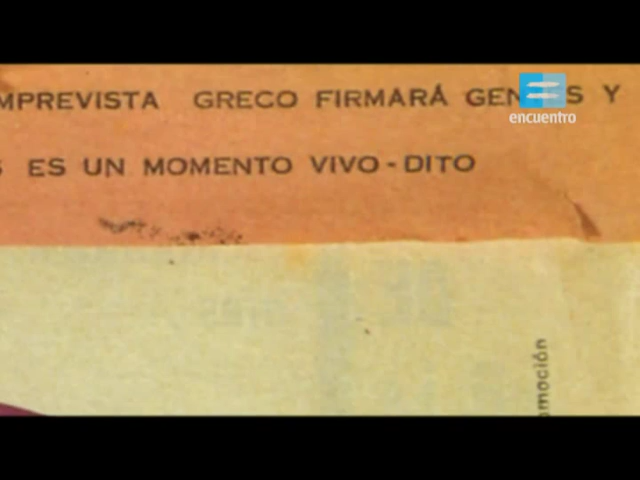 MPREVISTA GRECO FIRMARÁ GEN S Y
encuentro
S ES UN MOMENTO VIVO-DITO
moción